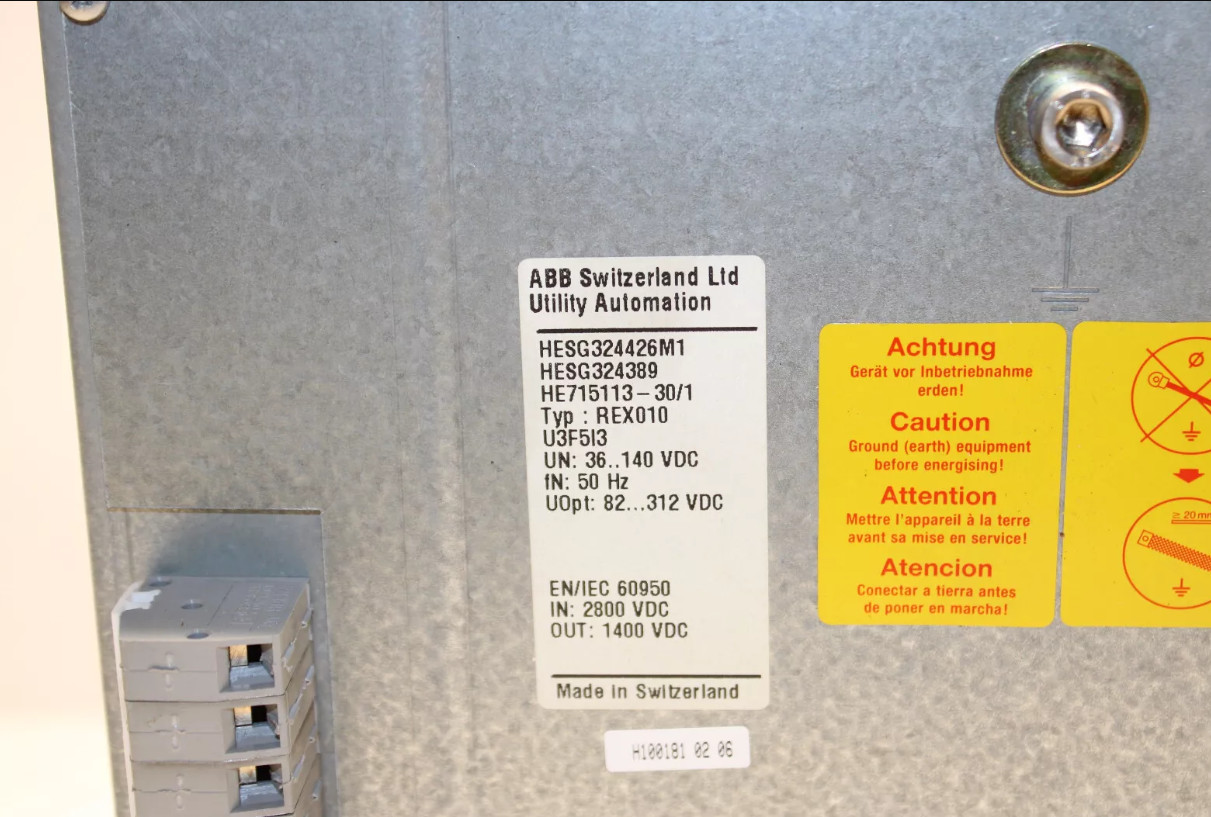 ABB Switzerland Ltd
Utility Automation
HESG324426M1
HESG324389
HE715113-30/1
Typ : REX010
U3F5I3
UN: 36..140 VDC
fN: 50 Hz
UOpt: 82...312 VDC
EN/IEC 60950
IN: 2800 VDC
OUT: 1400 VDC
Made in Switzerland
H100181 02 06
Achtung
Gerät vor Inbetriebnahme
erden!
Caution
Ground (earth) equipment
before energising!
Attention
Mettre l'appareil à la terre
avant sa mise en service!
Atencion
Conectar a tierra antes
de poner en marcha!
Ø
≥ 20 mm